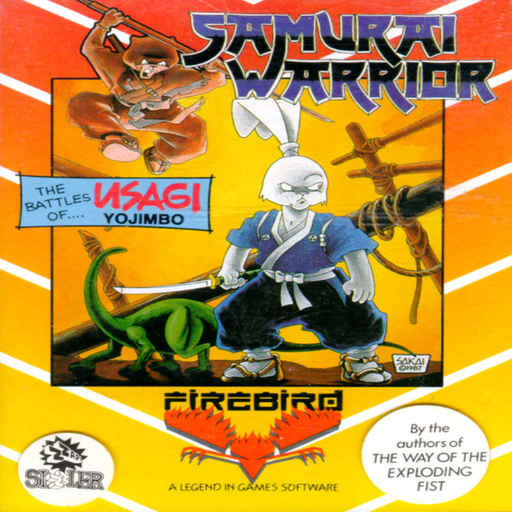 SAMURAI
WARRIOR
THE
BATTLES
OF....
USAGI
YOJIMBO
SAKAI
©1987
FIREBIRD
ZZAP
SIZZLER
A LEGEND IN GAMES SOFTWARE
By the
authors of
THE WAY OF THE
EXPLODING
FIST